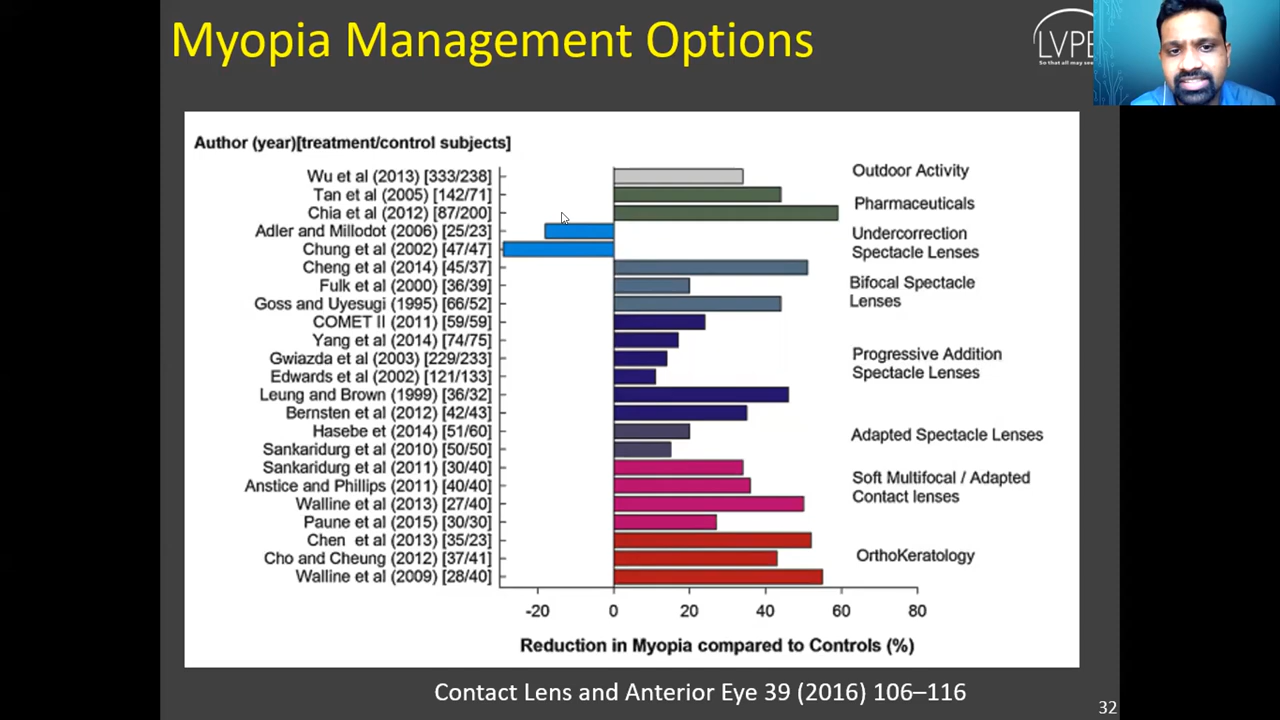 Myopia Management Options
LVPE
So that all may see
Author (year)[treatment/control subjects]
Wu et al (2013) [333/238]
Tan et al (2005) [142/71]
Chia et al (2012) [87/200]
Adler and Millodot (2006) [25/23]
Chung et al (2002) [47/47]
Cheng et al (2014) [45/37]
Fulk et al (2000) [36/39]
Goss and Uyesugi (1995) [66/52]
COMET II (2011) [59/59]
Yang et al (2014) [74/75]
Gwiazda et al (2003) [229/233]
Edwards et al (2002) [121/133]
Leung and Brown (1999) [36/32]
Bernsten et al (2012) [42/43]
Hasebe et (2014) [51/60]
Sankaridurg et al (2010) [50/50]
Sankaridurg et al (2011) [30/40]
Anstice and Phillips (2011) [40/40]
Walline et al (2013) [27/40]
Paune et al (2015) [30/30]
Chen et al (2013) [35/23]
Cho and Cheung (2012) [37/41]
Walline et al (2009) [28/40]
Outdoor Activity
Pharmaceuticals
Undercorrection
Spectacle Lenses
Bifocal Spectacle
Lenses
Progressive Addition
Spectacle Lenses
Adapted Spectacle Lenses
Soft Multifocal / Adapted
Contact lenses
OrthoKeratology
-20 0 20 40 60 80
Reduction in Myopia compared to Controls (%)
Contact Lens and Anterior Eye 39 (2016) 106–116
32